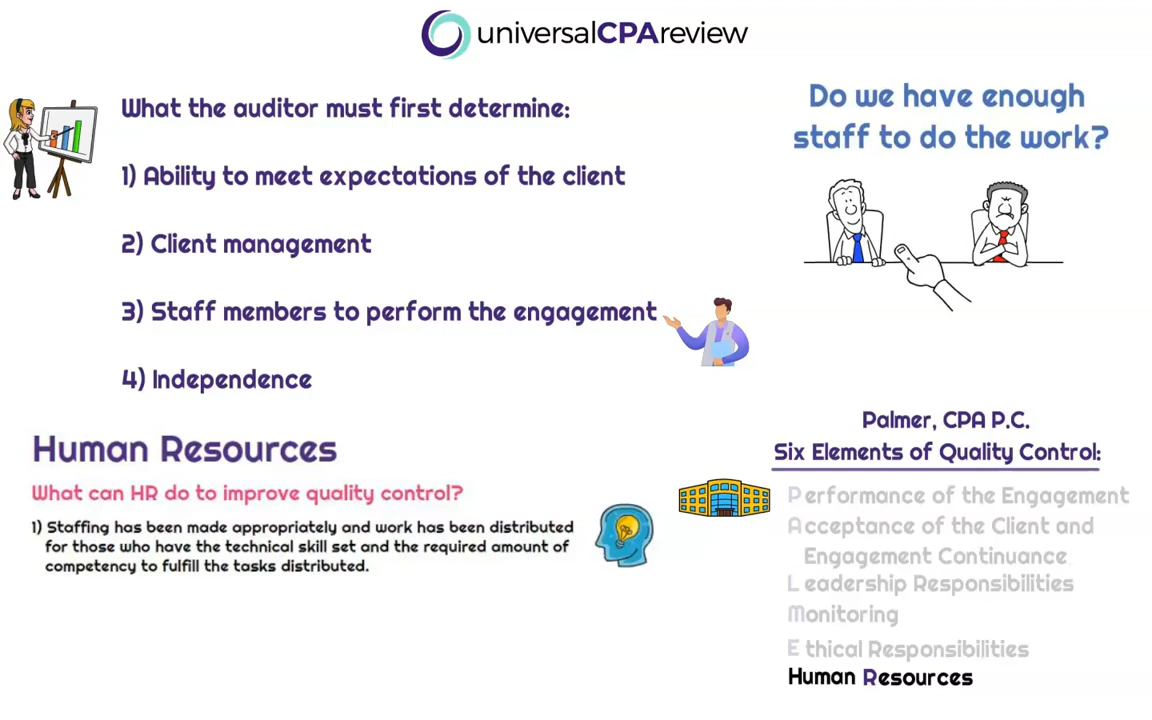 universalCPAreview
What the auditor must first determine:
1) Ability to meet expectations of the client
2) Client management
3) Staff members to perform the engagement
4) Independence
Do we have enough
staff to do the work?
Human Resources
What can HR do to improve quality control?
1) Staffing has been made appropriately and work has been distributed
for those who have the technical skill set and the required amount of
competency to fulfill the tasks distributed.
Palmer, CPA P.C.
Six Elements of Quality Control:
Performance of the Engagement
Acceptance of the Client and
Engagement Continuance
Leadership Responsibilities
Monitoring
Ethical Responsibilities
Human Resources